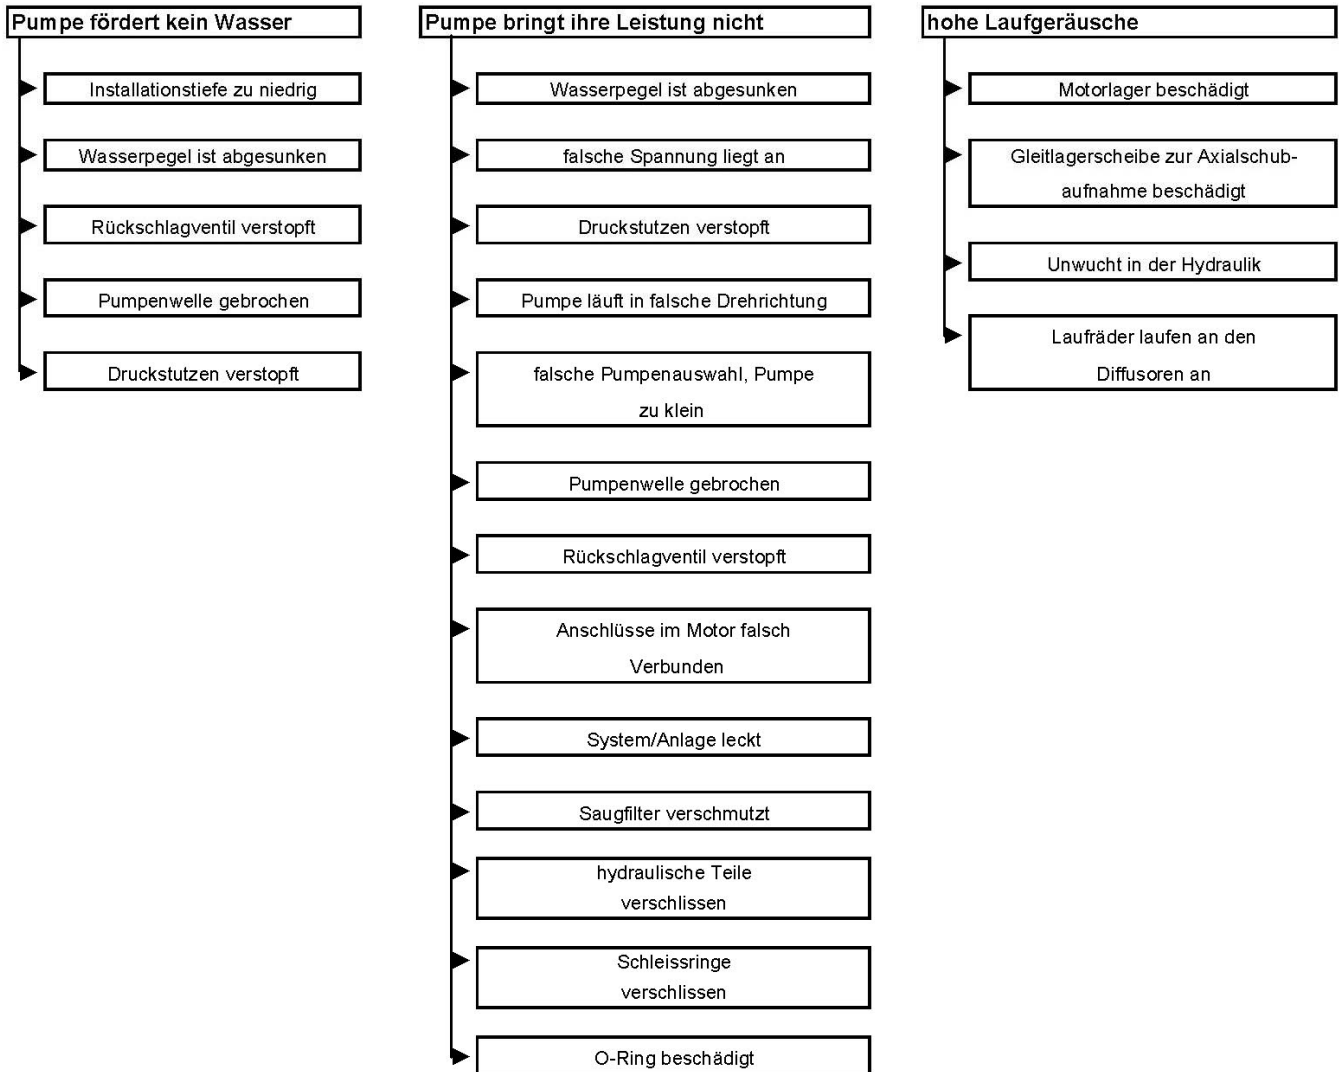 Pumpe fördert kein Wasser
Installationstiefe zu niedrig
Wasserpegel ist abgesunken
Rückschlagventil verstopft
Pumpenwelle gebrochen
Druckstutzen verstopft
Pumpe bringt ihre Leistung nicht
Wasserpegel ist abgesunken
falsche Spannung liegt an
Druckstutzen verstopft
Pumpe läuft in falsche Drehrichtung
falsche Pumpenauswahl, Pumpe
zu klein
Pumpenwelle gebrochen
Rückschlagventil verstopft
Anschlüsse im Motor falsch
Verbunden
System/Anlage leckt
Saugfilter verschmutzt
hydraulische Teile
verschlissen
Schleissringe
verschlissen
O-Ring beschädigt
hohe Laufgeräusche
Motorlager beschädigt
Gleitlagerscheibe zur Axialschub-
aufnahme beschädigt
Unwucht in der Hydraulik
Laufräder laufen an den
Diffusoren an